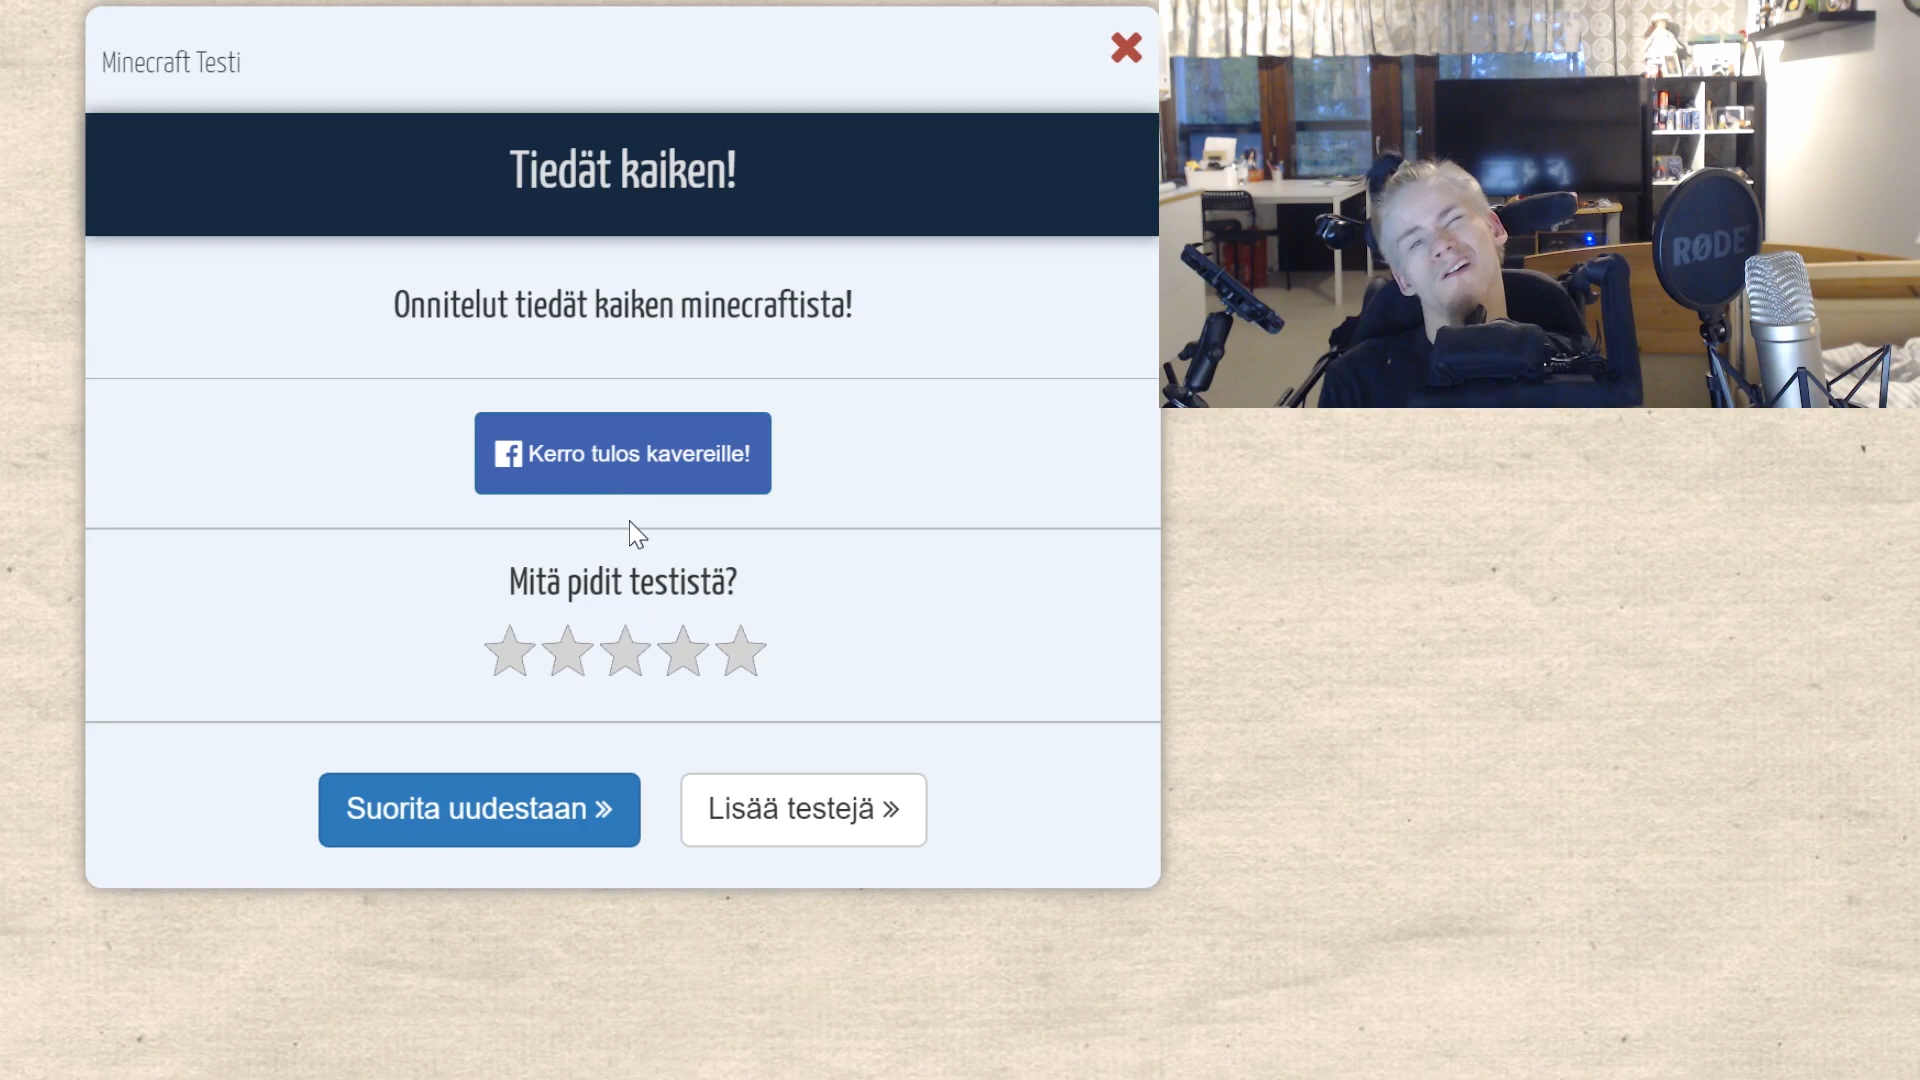 Minecraft Testi
Tiedät kaiken!
Onnitelut tiedät kaiken minecraftista!
Kerro tulos kavereille!
Mitä pidit testistä?
Suorita uudestaan »
Lisää testejä »
RØDE